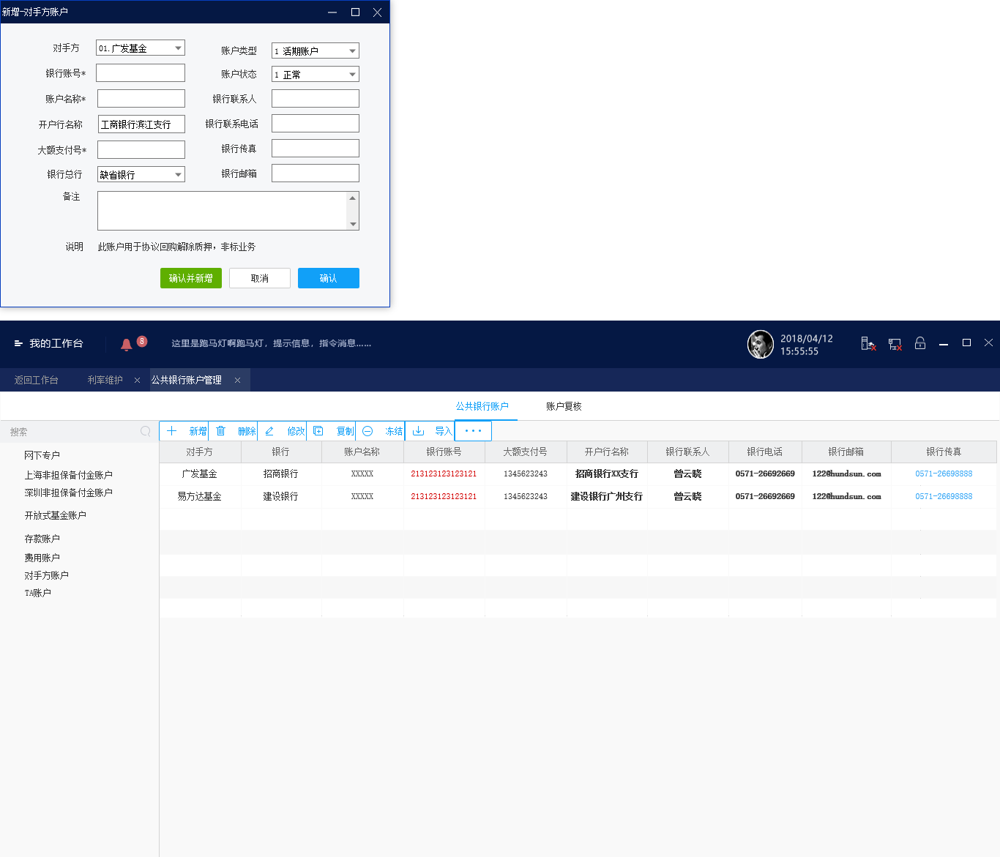 新增-对手方账户
对手方 01.广发基金 账户类型 1 活期账户
银行账号* 账户状态 1 正常
账户名称* 银行联系人
开户行名称 工商银行滨江支行 银行联系电话
大额支付号* 银行传真
银行总行 缺省银行 银行邮箱
备注
说明 此账户用于协议回购解除质押，非标业务
确认并新增 取消 确认
我的工作台 8 这里是跑马灯啊跑马灯，提示信息，指令消息…… 2018/04/12
15:55:55
返回工作台 利率维护 公共银行账户管理
公共银行账户 账户复核
搜索 新增 删除 修改 复制 冻结 导入 ···
网下专户
上海非担保备付金账户
深圳非担保备付金账户
开放式基金账户
存款账户
费用账户
对手方账户
TA账户
对手方 银行 账户名称 银行账号 大额支付号 开户行名称 银行联系人 银行电话 银行邮箱 银行传真
广发基金 招商银行 XXXXX 213123123123121 1345623243 招商银行XX支行 曾云晓 0571-26692669 122@hundsun.com 0571-26698888
易方达基金 建设银行 XXXXX 213123123123121 1345623243 建设银行广州支行 曾云晓 0571-26692669 122@hundsun.com 0571-26698888